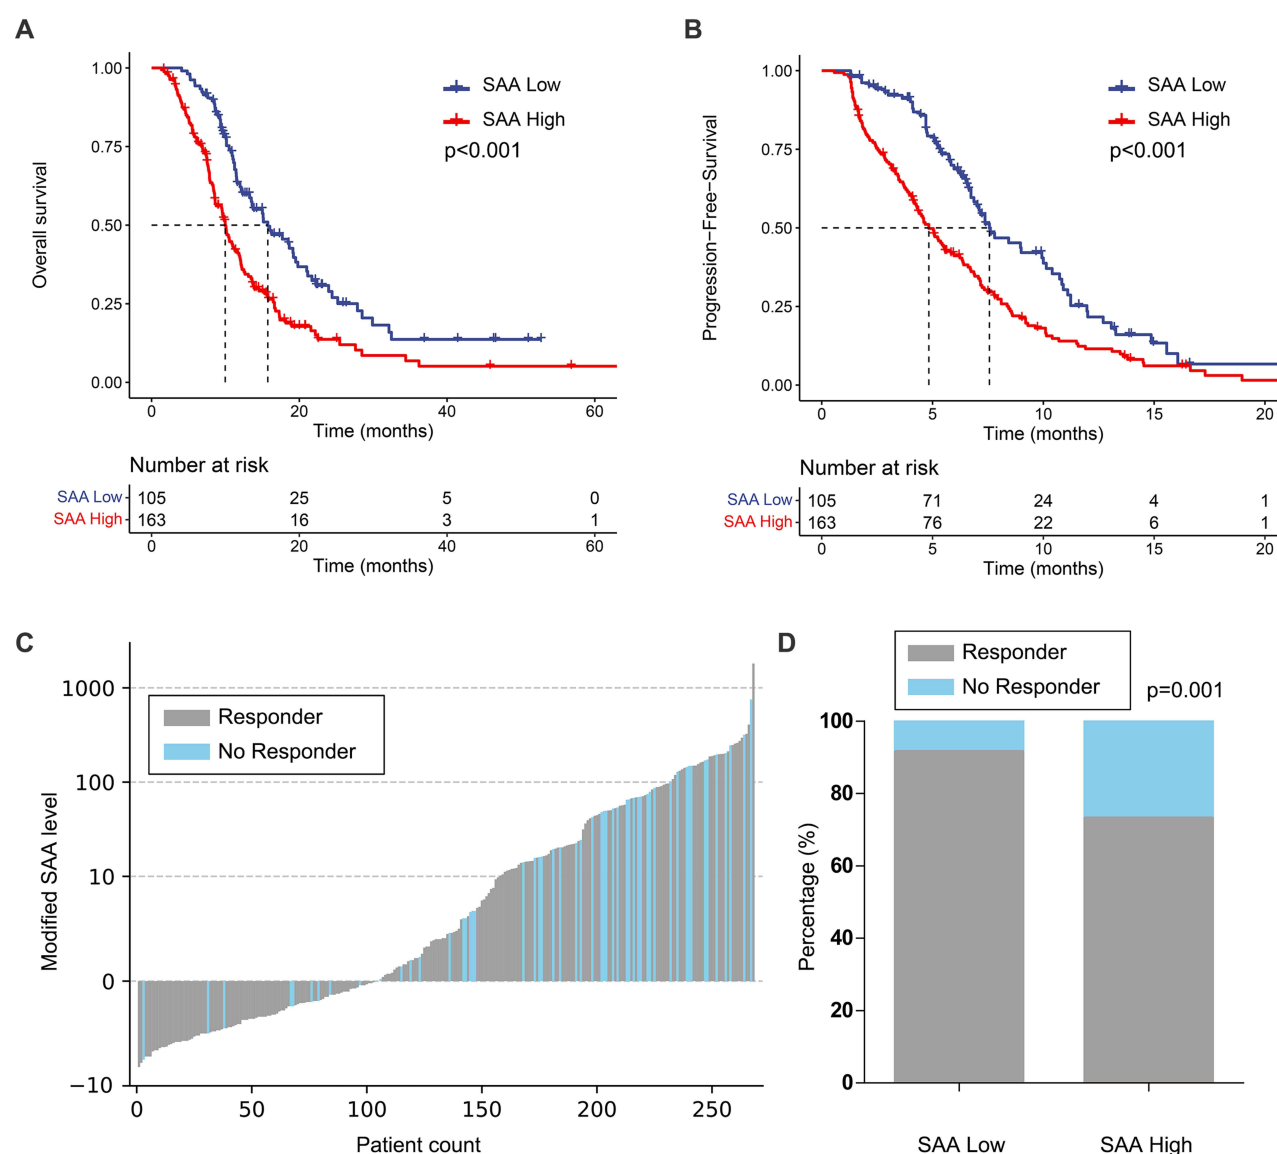 A
1.00
0.75
0.50
0.25
0.00
Overall survival
SAA Low
SAA High
p<0.001
0 20 40 60
Time (months)
Number at risk
SAA Low 105 25 5 0
SAA High 163 16 3 1
0 20 40 60
Time (months)
B
1.00
0.75
0.50
0.25
0.00
Progression-Free-Survival
SAA Low
SAA High
p<0.001
0 5 10 15 20
Time (months)
Number at risk
SAA Low 105 71 24 4 1
SAA High 163 76 22 6 1
0 5 10 15 20
Time (months)
C
1000
100
10
0
−10
Modified SAA level
Responder
No Responder
0 50 100 150 200 250
Patient count
D
Responder
No Responder
p=0.001
100
80
60
40
20
0
Percentage (%)
SAA Low SAA High